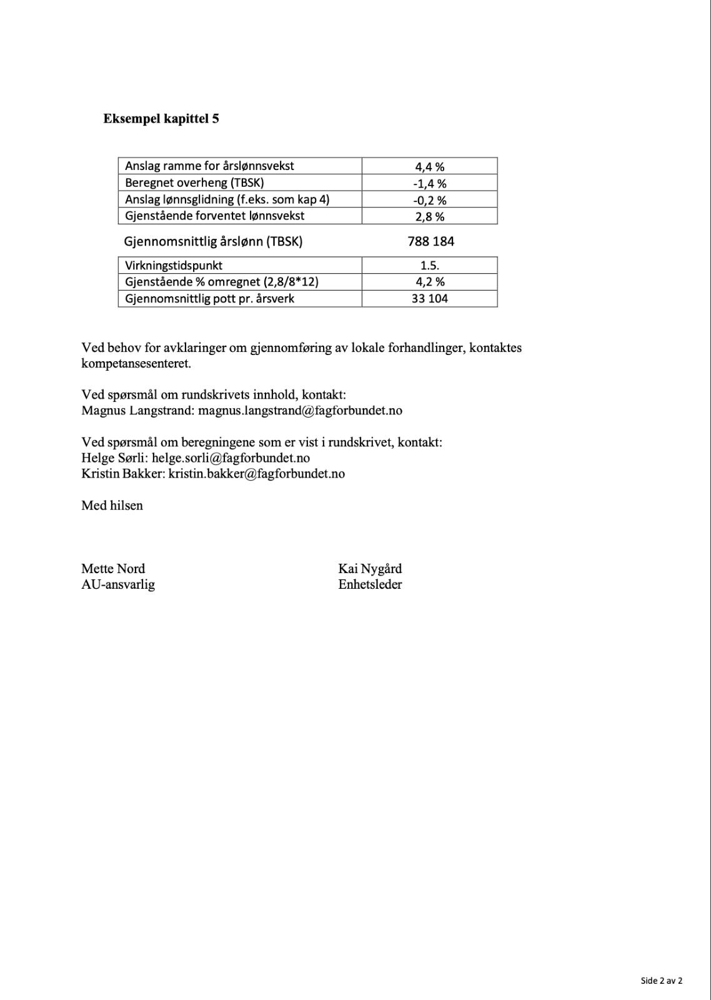 Eksempel kapittel 5
Anslag ramme for årslønnsvekst 4,4 %
Beregnet overheng (TBSK) -1,4 %
Anslag lønnsglidning (f.eks. som kap 4) -0,2 %
Gjenstående forventet lønnsvekst 2,8 %
Gjennomsnittlig årslønn (TBSK) 788 184
Virkningstidspunkt 1.5.
Gjenstående % omregnet (2,8/8*12) 4,2 %
Gjennomsnittlig pott pr. årsverk 33 104
Ved behov for avklaringer om gjennomføring av lokale forhandlinger, kontaktes
kompetansesenteret.
Ved spørsmål om rundskrivets innhold, kontakt:
Magnus Langstrand: magnus.langstrand@fagforbundet.no
Ved spørsmål om beregningene som er vist i rundskrivet, kontakt:
Helge Sørli: helge.sorli@fagforbundet.no
Kristin Bakker: kristin.bakker@fagforbundet.no
Med hilsen
Mette Nord Kai Nygård
AU-ansvarlig Enhetsleder
Side 2 av 2